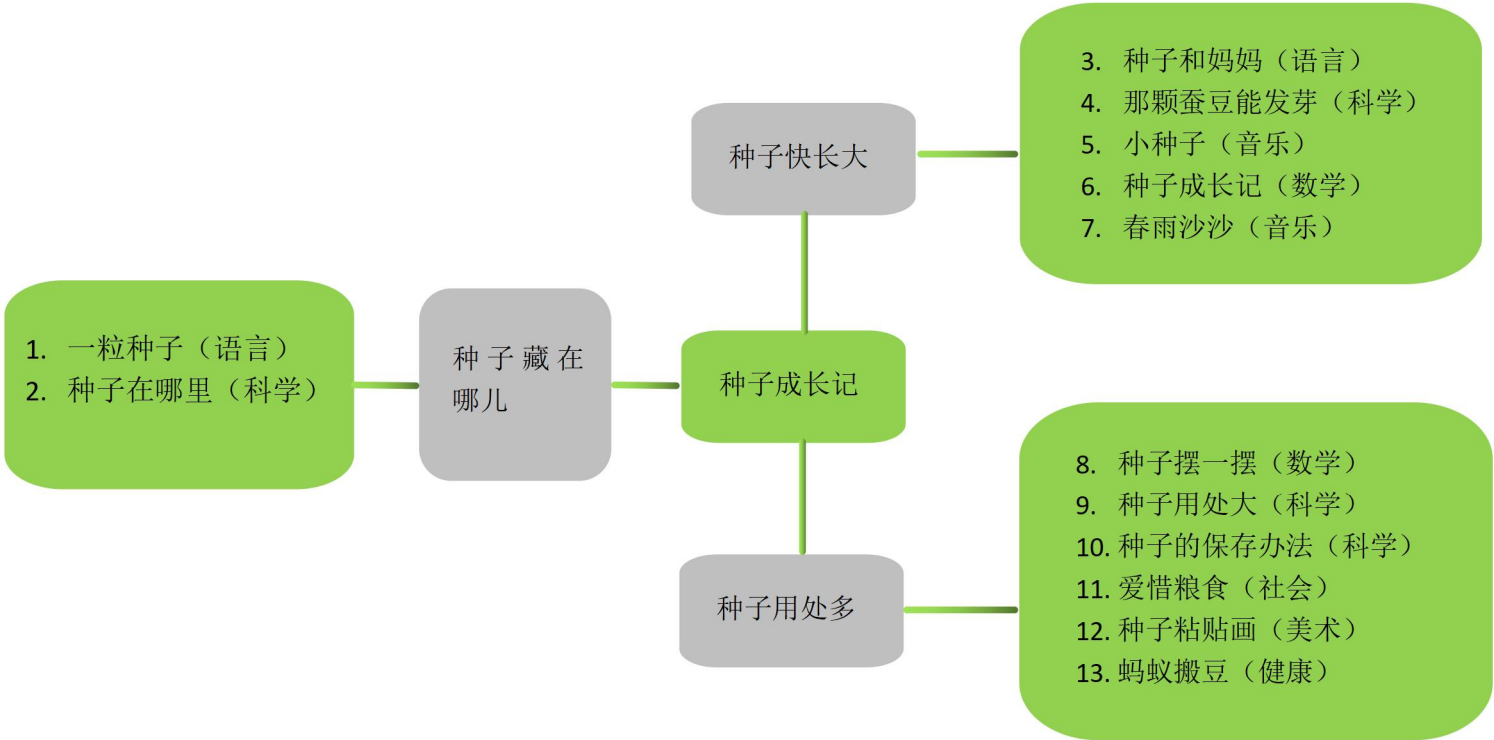 3. 种子和妈妈（语言）
4. 那颗蚕豆能发芽（科学）
5. 小种子（音乐）
6. 种子成长记（数学）
7. 春雨沙沙（音乐）
种子快长大
1. 一粒种子（语言）
2. 种子在哪里（科学）
种子藏在
哪儿
种子成长记
种子用处多
8. 种子摆一摆（数学）
9. 种子用处大（科学）
10. 种子的保存办法（科学）
11. 爱惜粮食（社会）
12. 种子粘贴画（美术）
13. 蚂蚁搬豆（健康）